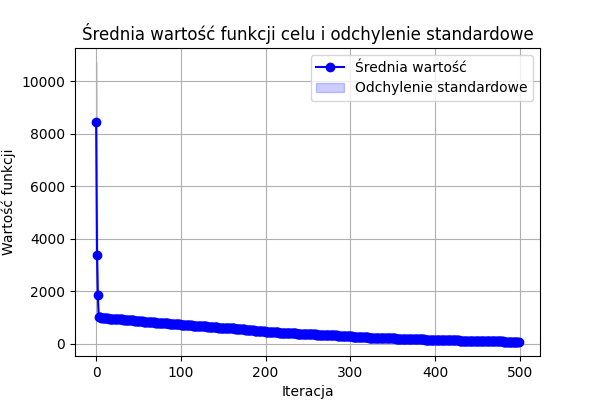 Średnia wartość funkcji celu i odchylenie standardowe
Średnia wartość
Odchylenie standardowe
Wartość funkcji
10000
8000
6000
4000
2000
0
0 100 200 300 400 500
Iteracja